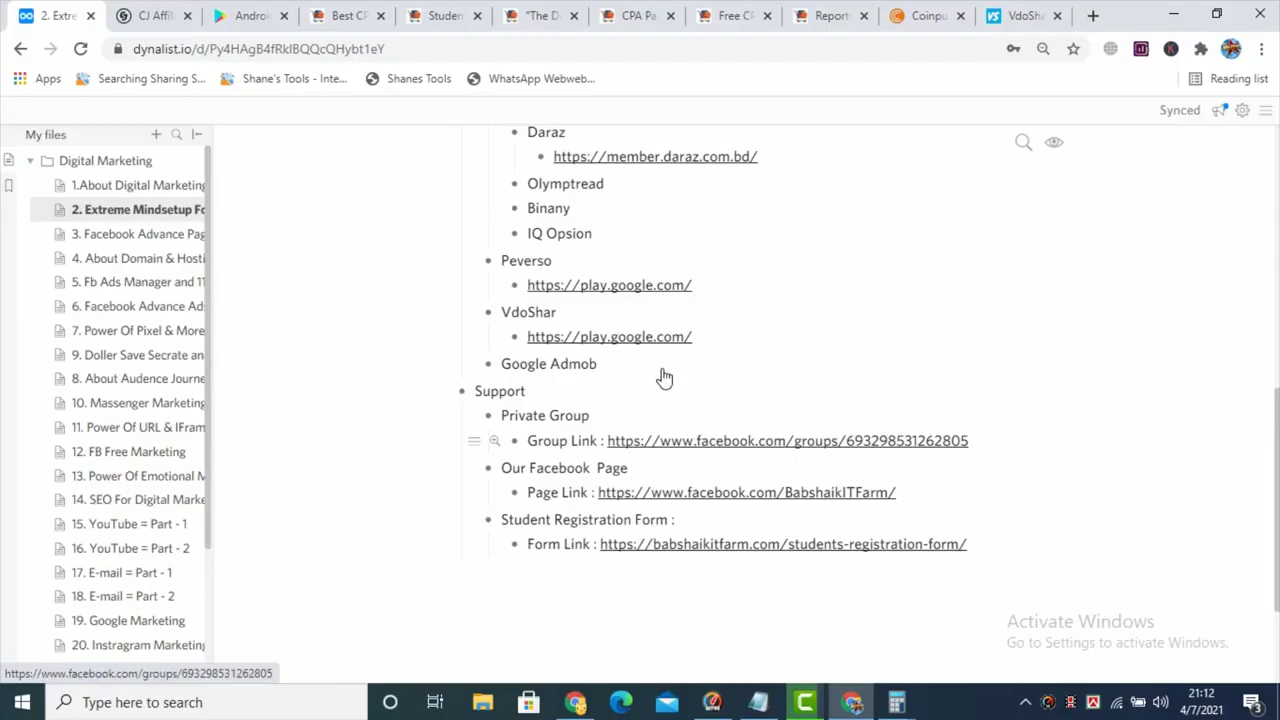 2. Extre
CJ Affili
Android
Best CP
Studen
"The D
CPA Pa
Free CP
Reports
Coinpu
VdoSha
dynalist.io/d/Py4HAgB4fRklBQQcQHybt1eY
Apps
Searching Sharing S...
Shane's Tools - Inte...
Shanes Tools
WhatsApp Webweb...
Reading list
Synced
My files
Digital Marketing
1.About Digital Marketing
2. Extreme Mindsetup Fo
3. Facebook Advance Pag
4. About Domain & Hosti
5. Fb Ads Manager and 1
6. Facebook Advance Ads
7. Power Of Pixel & More
9. Doller Save Secrate an
8. About Audence Journe
10. Massenger Marketing
11. Power Of URL & IFran
12. FB Free Marketing
13. Power Of Emotional M
14. SEO For Digital Marke
15. YouTube = Part - 1
16. YouTube = Part - 2
17. E-mail = Part - 1
18. E-mail = Part - 2
19. Google Marketing
20. Instragram Marketing
Daraz
https://member.daraz.com.bd/
Olymptread
Binany
IQ Opsion
Peverso
https://play.google.com/
VdoShar
https://play.google.com/
Google Admob
Support
Private Group
Group Link : https://www.facebook.com/groups/693298531262805
Our Facebook Page
Page Link : https://www.facebook.com/BabshaikITFarm/
Student Registration Form :
Form Link : https://babshaikitfarm.com/students-registration-form/
Activate Windows
Go to Settings to activate Windows.
https://www.facebook.com/groups/693298531262805
Type here to search
21:12
4/7/2021
3